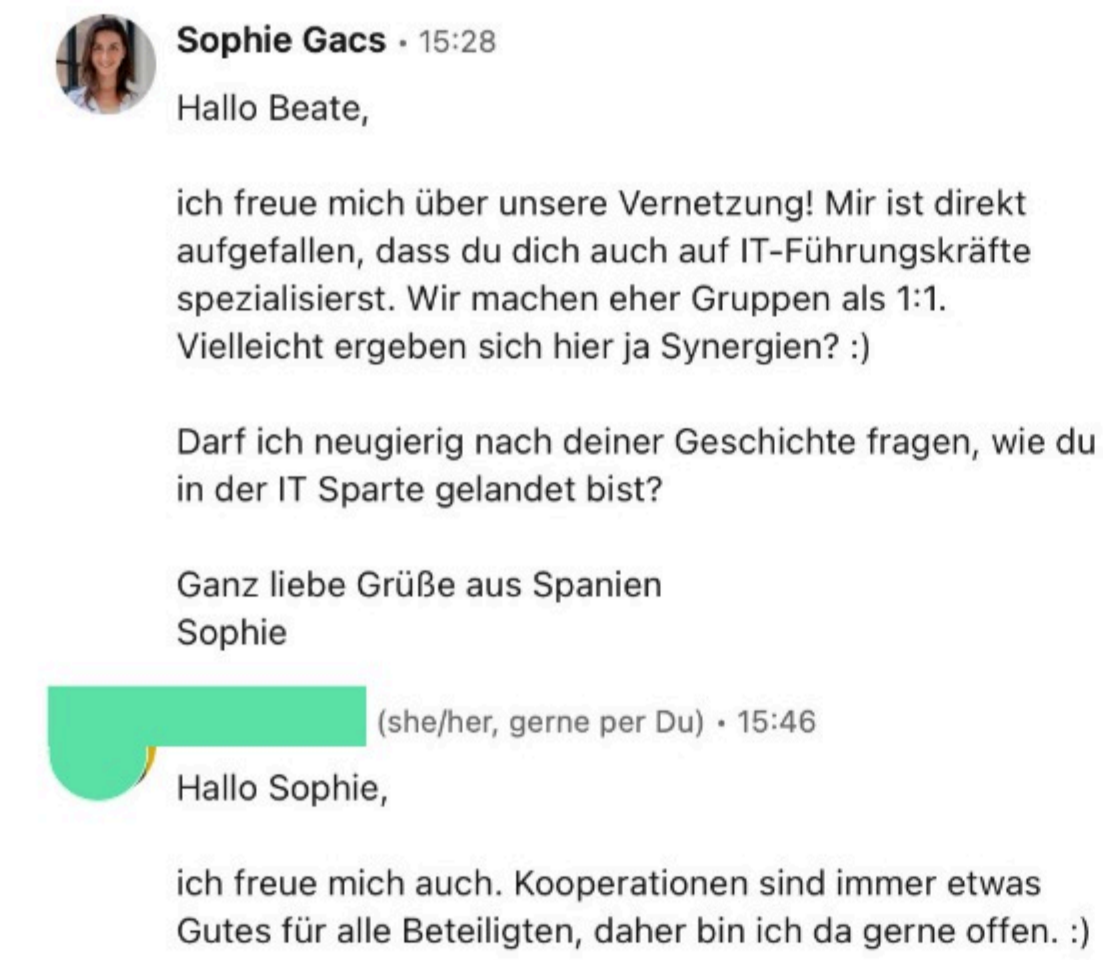 Sophie Gacs · 15:28
Hallo Beate,
ich freue mich über unsere Vernetzung! Mir ist direkt
aufgefallen, dass du dich auch auf IT-Führungskräfte
spezialisierst. Wir machen eher Gruppen als 1:1.
Vielleicht ergeben sich hier ja Synergien? :)
Darf ich neugierig nach deiner Geschichte fragen, wie du
in der IT Sparte gelandet bist?
Ganz liebe Grüße aus Spanien
Sophie
(she/her, gerne per Du) · 15:46
Hallo Sophie,
ich freue mich auch. Kooperationen sind immer etwas
Gutes für alle Beteiligten, daher bin ich da gerne offen. :)